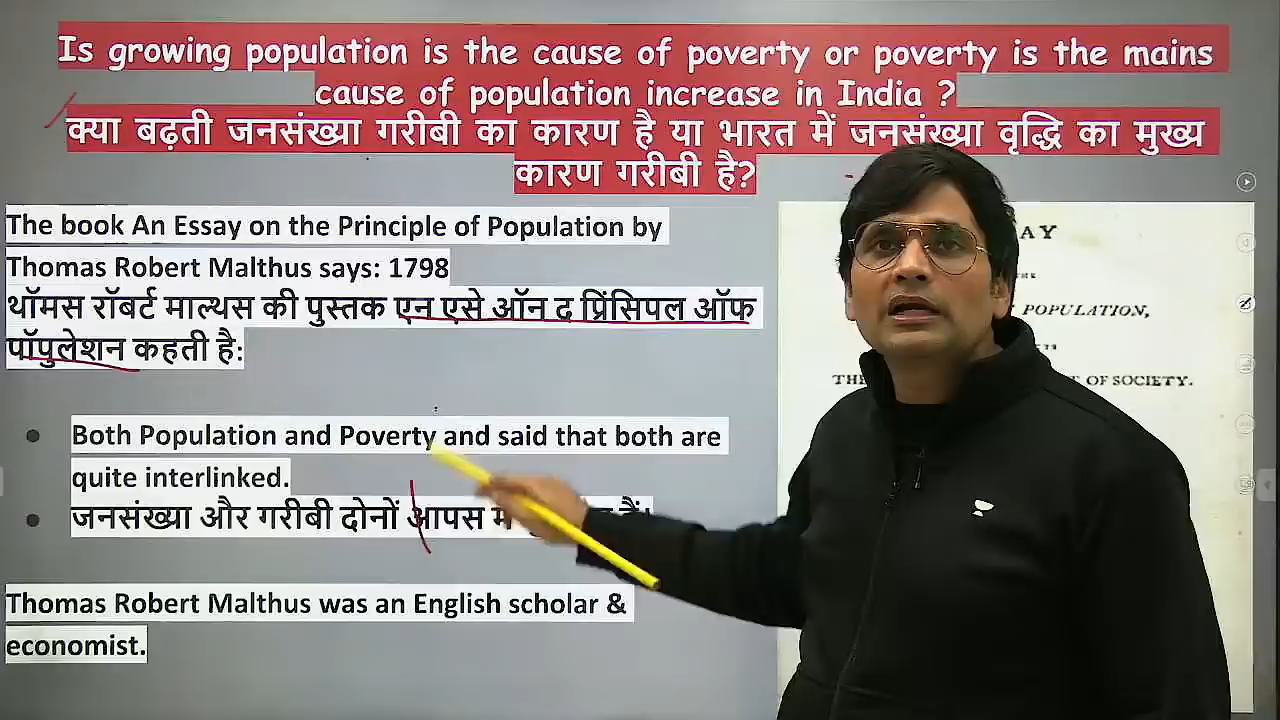 Is growing population is the cause of poverty or poverty is the mains
cause of population increase in India ?
क्या बढ़ती जनसंख्या गरीबी का कारण है या भारत में जनसंख्या वृद्धि का मुख्य
कारण गरीबी है?
The book An Essay on the Principle of Population by
Thomas Robert Malthus says: 1798
थॉमस रॉबर्ट माल्थस की पुस्तक एन एसे ऑन द प्रिंसिपल ऑफ
पॉपुलेशन कहती है:
Both Population and Poverty and said that both are
quite interlinked.
जनसंख्या और गरीबी दोनों आपस
Thomas Robert Malthus was an English scholar &
economist.
POPULATION,
OF SOCIETY.